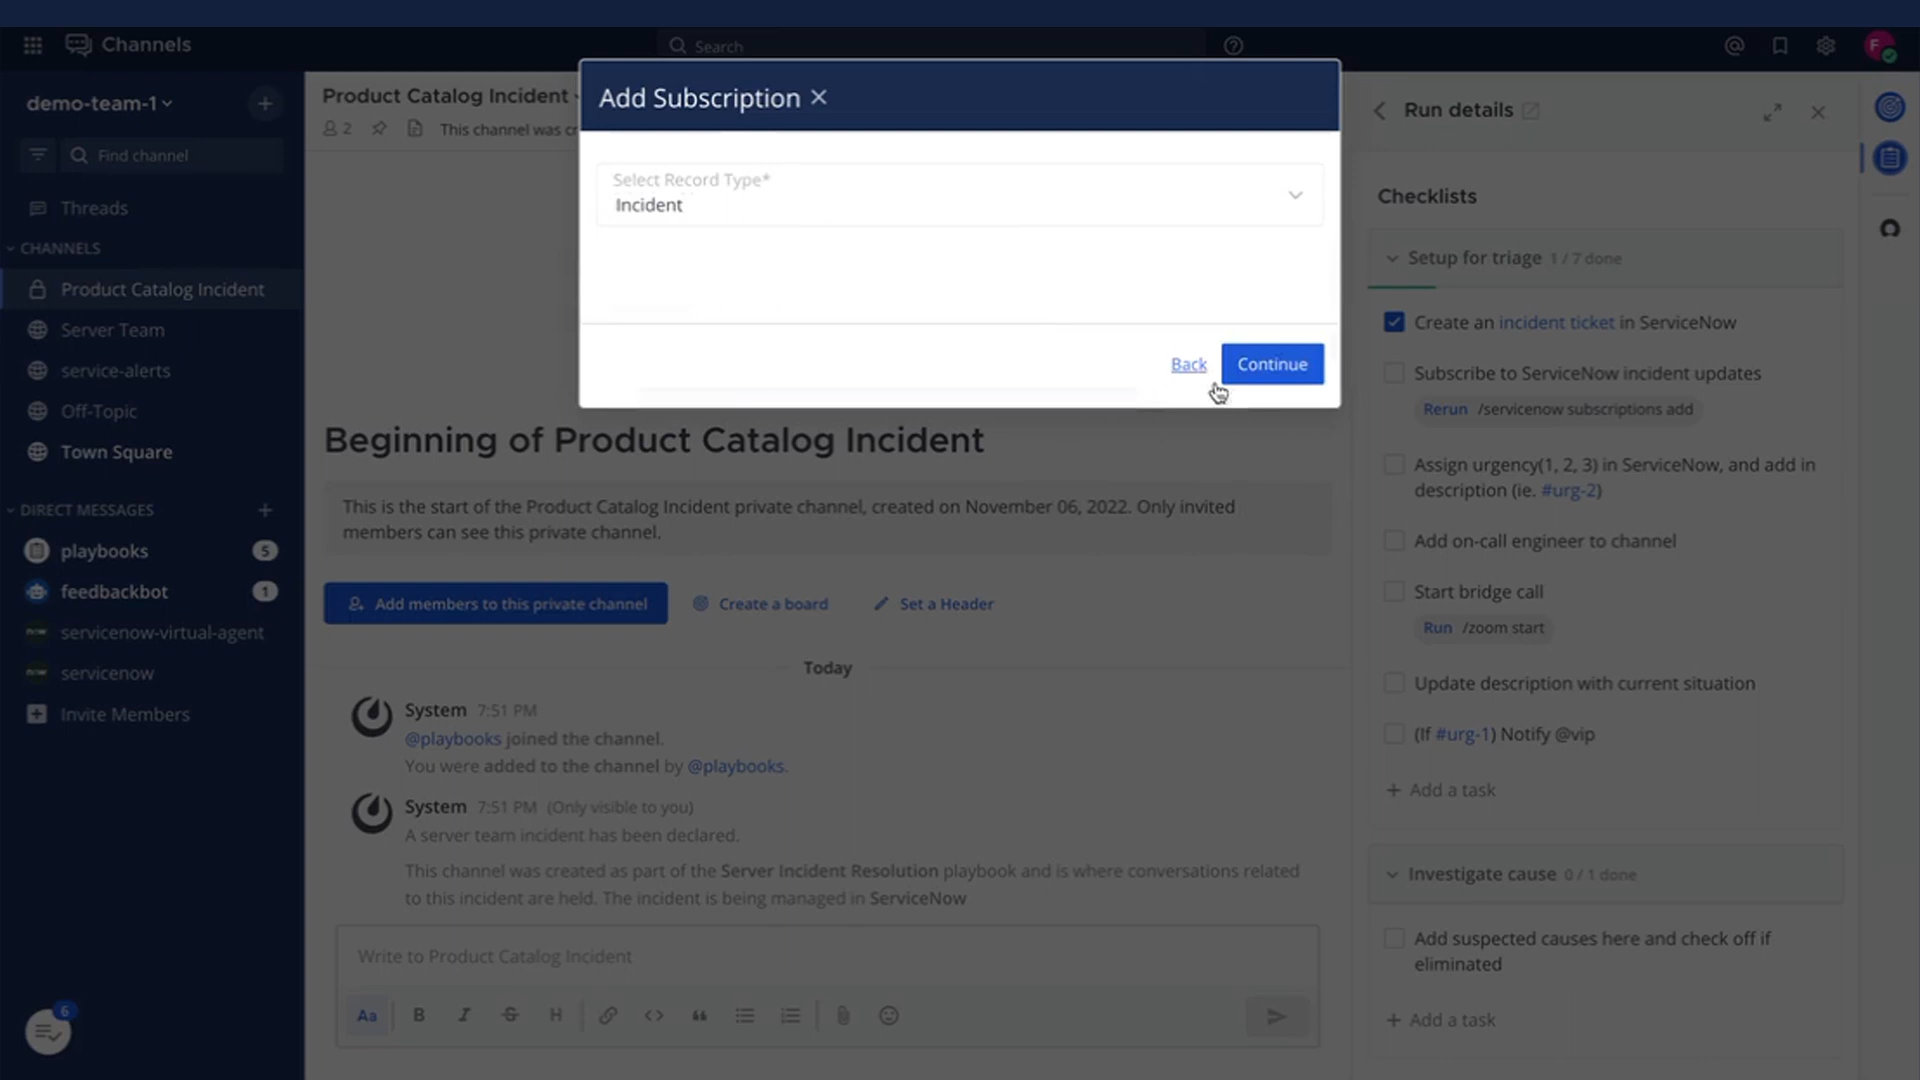 Channels
Search
F
demo-team-1
Find channel
Threads
CHANNELS
Product Catalog Incident
Server Team
service-alerts
Off-Topic
Town Square
DIRECT MESSAGES
playbooks 5
feedbackbot 1
servicenow-virtual-agent
servicenow
Invite Members
6
Product Catalog Incident
2 This channel was cr
Add Subscription
Select Record Type*
Incident
Back Continue
Beginning of Product Catalog Incident
This is the start of the Product Catalog Incident private channel, created on November 06, 2022. Only invited
members can see this private channel.
Add members to this private channel Create a board Set a Header
Today
System 7:51 PM
@playbooks joined the channel.
You were added to the channel by @playbooks.
System 7:51 PM (Only visible to you)
A server team incident has been declared.
This channel was created as part of the Server Incident Resolution playbook and is where conversations related
to this incident are held. The incident is being managed in ServiceNow
Write to Product Catalog Incident
Aa B I S H
Run details
Checklists
Setup for triage 1 / 7 done
Create an incident ticket in ServiceNow
Subscribe to ServiceNow incident updates
Rerun /servicenow subscriptions add
Assign urgency(1, 2, 3) in ServiceNow, and add in
description (ie. #urg-2)
Add on-call engineer to channel
Start bridge call
Run /zoom start
Update description with current situation
(If #urg-1) Notify @vip
+ Add a task
Investigate cause 0 / 1 done
Add suspected causes here and check off if
eliminated
+ Add a task